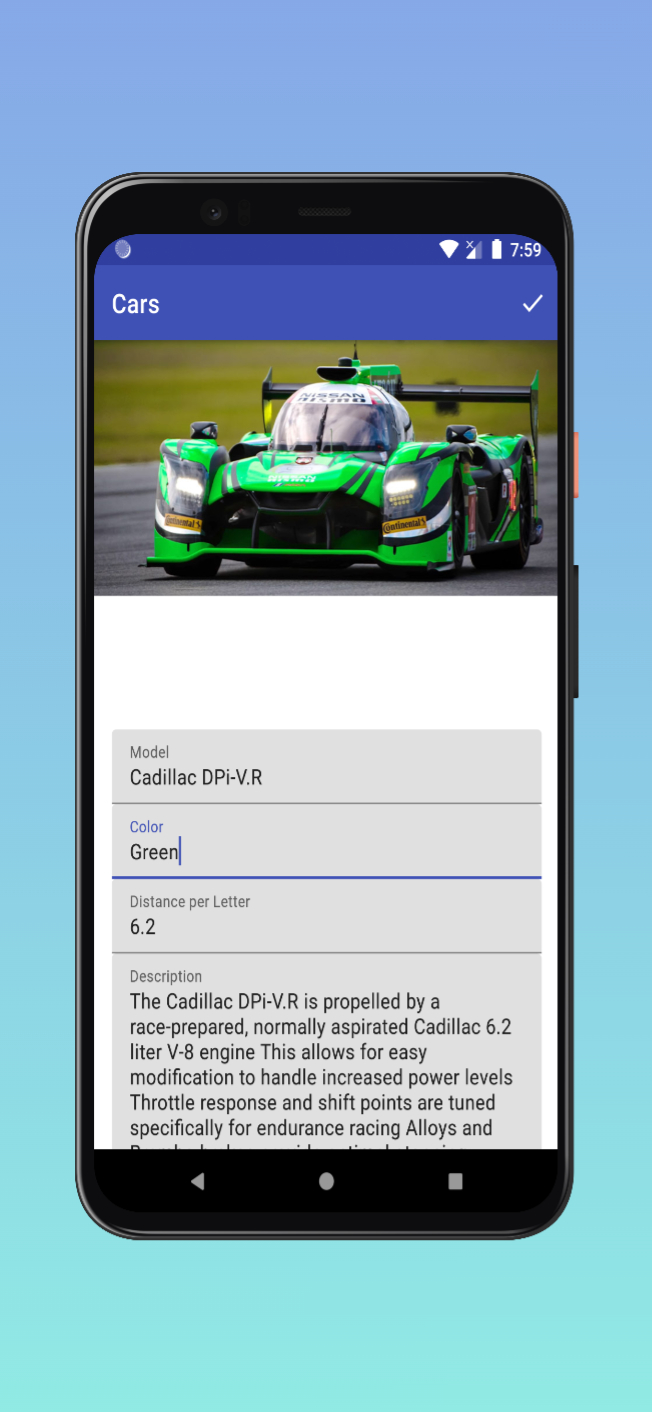 7:59
Cars
NISSAN
nismo
NISSAN
Continental
Continental
Model
Cadillac DPi-V.R
Color
Green
Distance per Letter
6.2
Description
The Cadillac DPi-V.R is propelled by a
race-prepared, normally aspirated Cadillac 6.2
liter V-8 engine This allows for easy
modification to handle increased power levels
Throttle response and shift points are tuned
specifically for endurance racing Alloys and